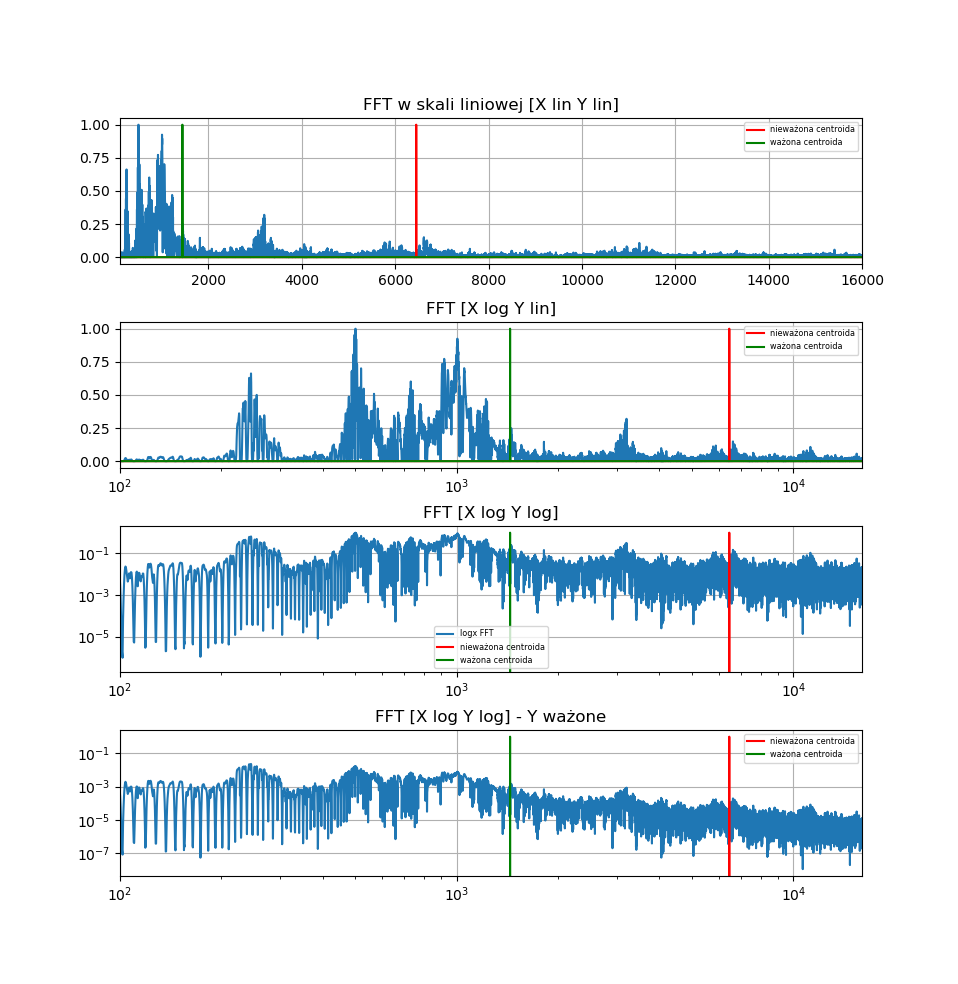 FFT w skali liniowej [X lin Y lin]
1.00
0.75
0.50
0.25
0.00
nieważona centroida
ważona centroida
2000 4000 6000 8000 10000 12000 14000 16000
FFT [X log Y lin]
1.00
0.75
0.50
0.25
0.00
nieważona centroida
ważona centroida
10² 10³ 10⁴
FFT [X log Y log]
10⁻¹
10⁻³
10⁻⁵
logx FFT
nieważona centroida
ważona centroida
10² 10³ 10⁴
FFT [X log Y log] - Y ważone
10⁻¹
10⁻³
10⁻⁵
10⁻⁷
nieważona centroida
ważona centroida
10² 10³ 10⁴